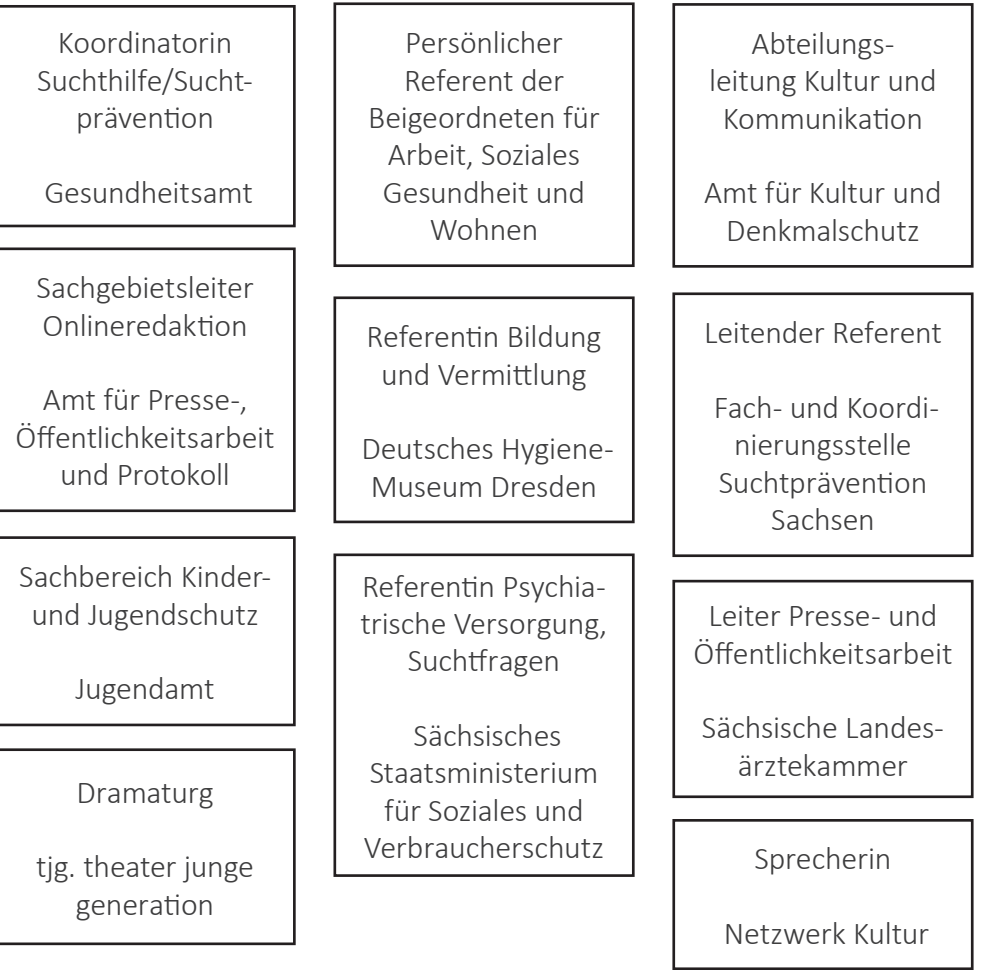 Koordinatorin
Suchthilfe/Sucht-
prävention
Gesundheitsamt
Sachgebietsleiter
Onlineredaktion
Amt für Presse-,
Öffentlichkeitsarbeit
und Protokoll
Sachbereich Kinder-
und Jugendschutz
Jugendamt
Dramaturg
tjg. theater junge
generation
Persönlicher
Referent der
Beigeordneten für
Arbeit, Soziales
Gesundheit und
Wohnen
Referentin Bildung
und Vermittlung
Deutsches Hygiene-
Museum Dresden
Referentin Psychia-
trische Versorgung,
Suchtfragen
Sächsisches
Staatsministerium
für Soziales und
Verbraucherschutz
Abteilungs-
leitung Kultur und
Kommunikation
Amt für Kultur und
Denkmalschutz
Leitender Referent
Fach- und Koordi-
nierungsstelle
Suchtprävention
Sachsen
Leiter Presse- und
Öffentlichkeitsarbeit
Sächsische Landes-
ärztekammer
Sprecherin
Netzwerk Kultur